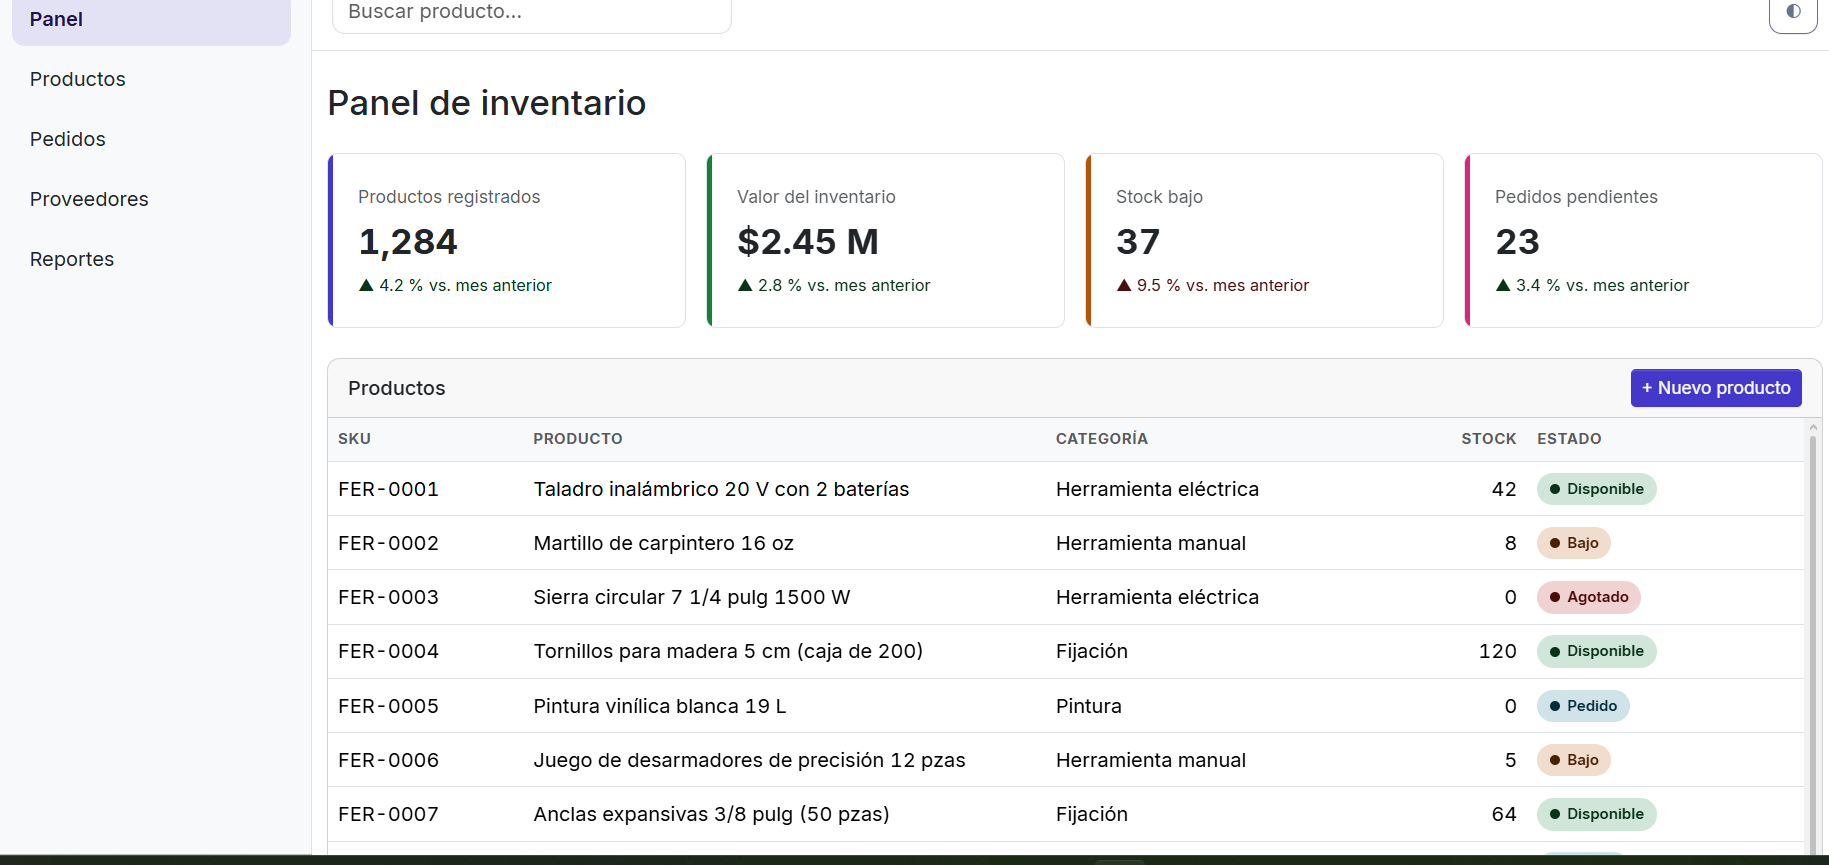 Panel
Buscar producto...
Productos
Pedidos
Proveedores
Reportes
Panel de inventario
Productos registrados
1,284
▲ 4.2 % vs. mes anterior
Valor del inventario
$2.45 M
▲ 2.8 % vs. mes anterior
Stock bajo
37
▲ 9.5 % vs. mes anterior
Pedidos pendientes
23
▲ 3.4 % vs. mes anterior
Productos
+ Nuevo producto
SKU PRODUCTO CATEGORÍA STOCK ESTADO
FER-0001 Taladro inalámbrico 20 V con 2 baterías Herramienta eléctrica 42 Disponible
FER-0002 Martillo de carpintero 16 oz Herramienta manual 8 Bajo
FER-0003 Sierra circular 7 1/4 pulg 1500 W Herramienta eléctrica 0 Agotado
FER-0004 Tornillos para madera 5 cm (caja de 200) Fijación 120 Disponible
FER-0005 Pintura vinílica blanca 19 L Pintura 0 Pedido
FER-0006 Juego de desarmadores de precisión 12 pzas Herramienta manual 5 Bajo
FER-0007 Anclas expansivas 3/8 pulg (50 pzas) Fijación 64 Disponible